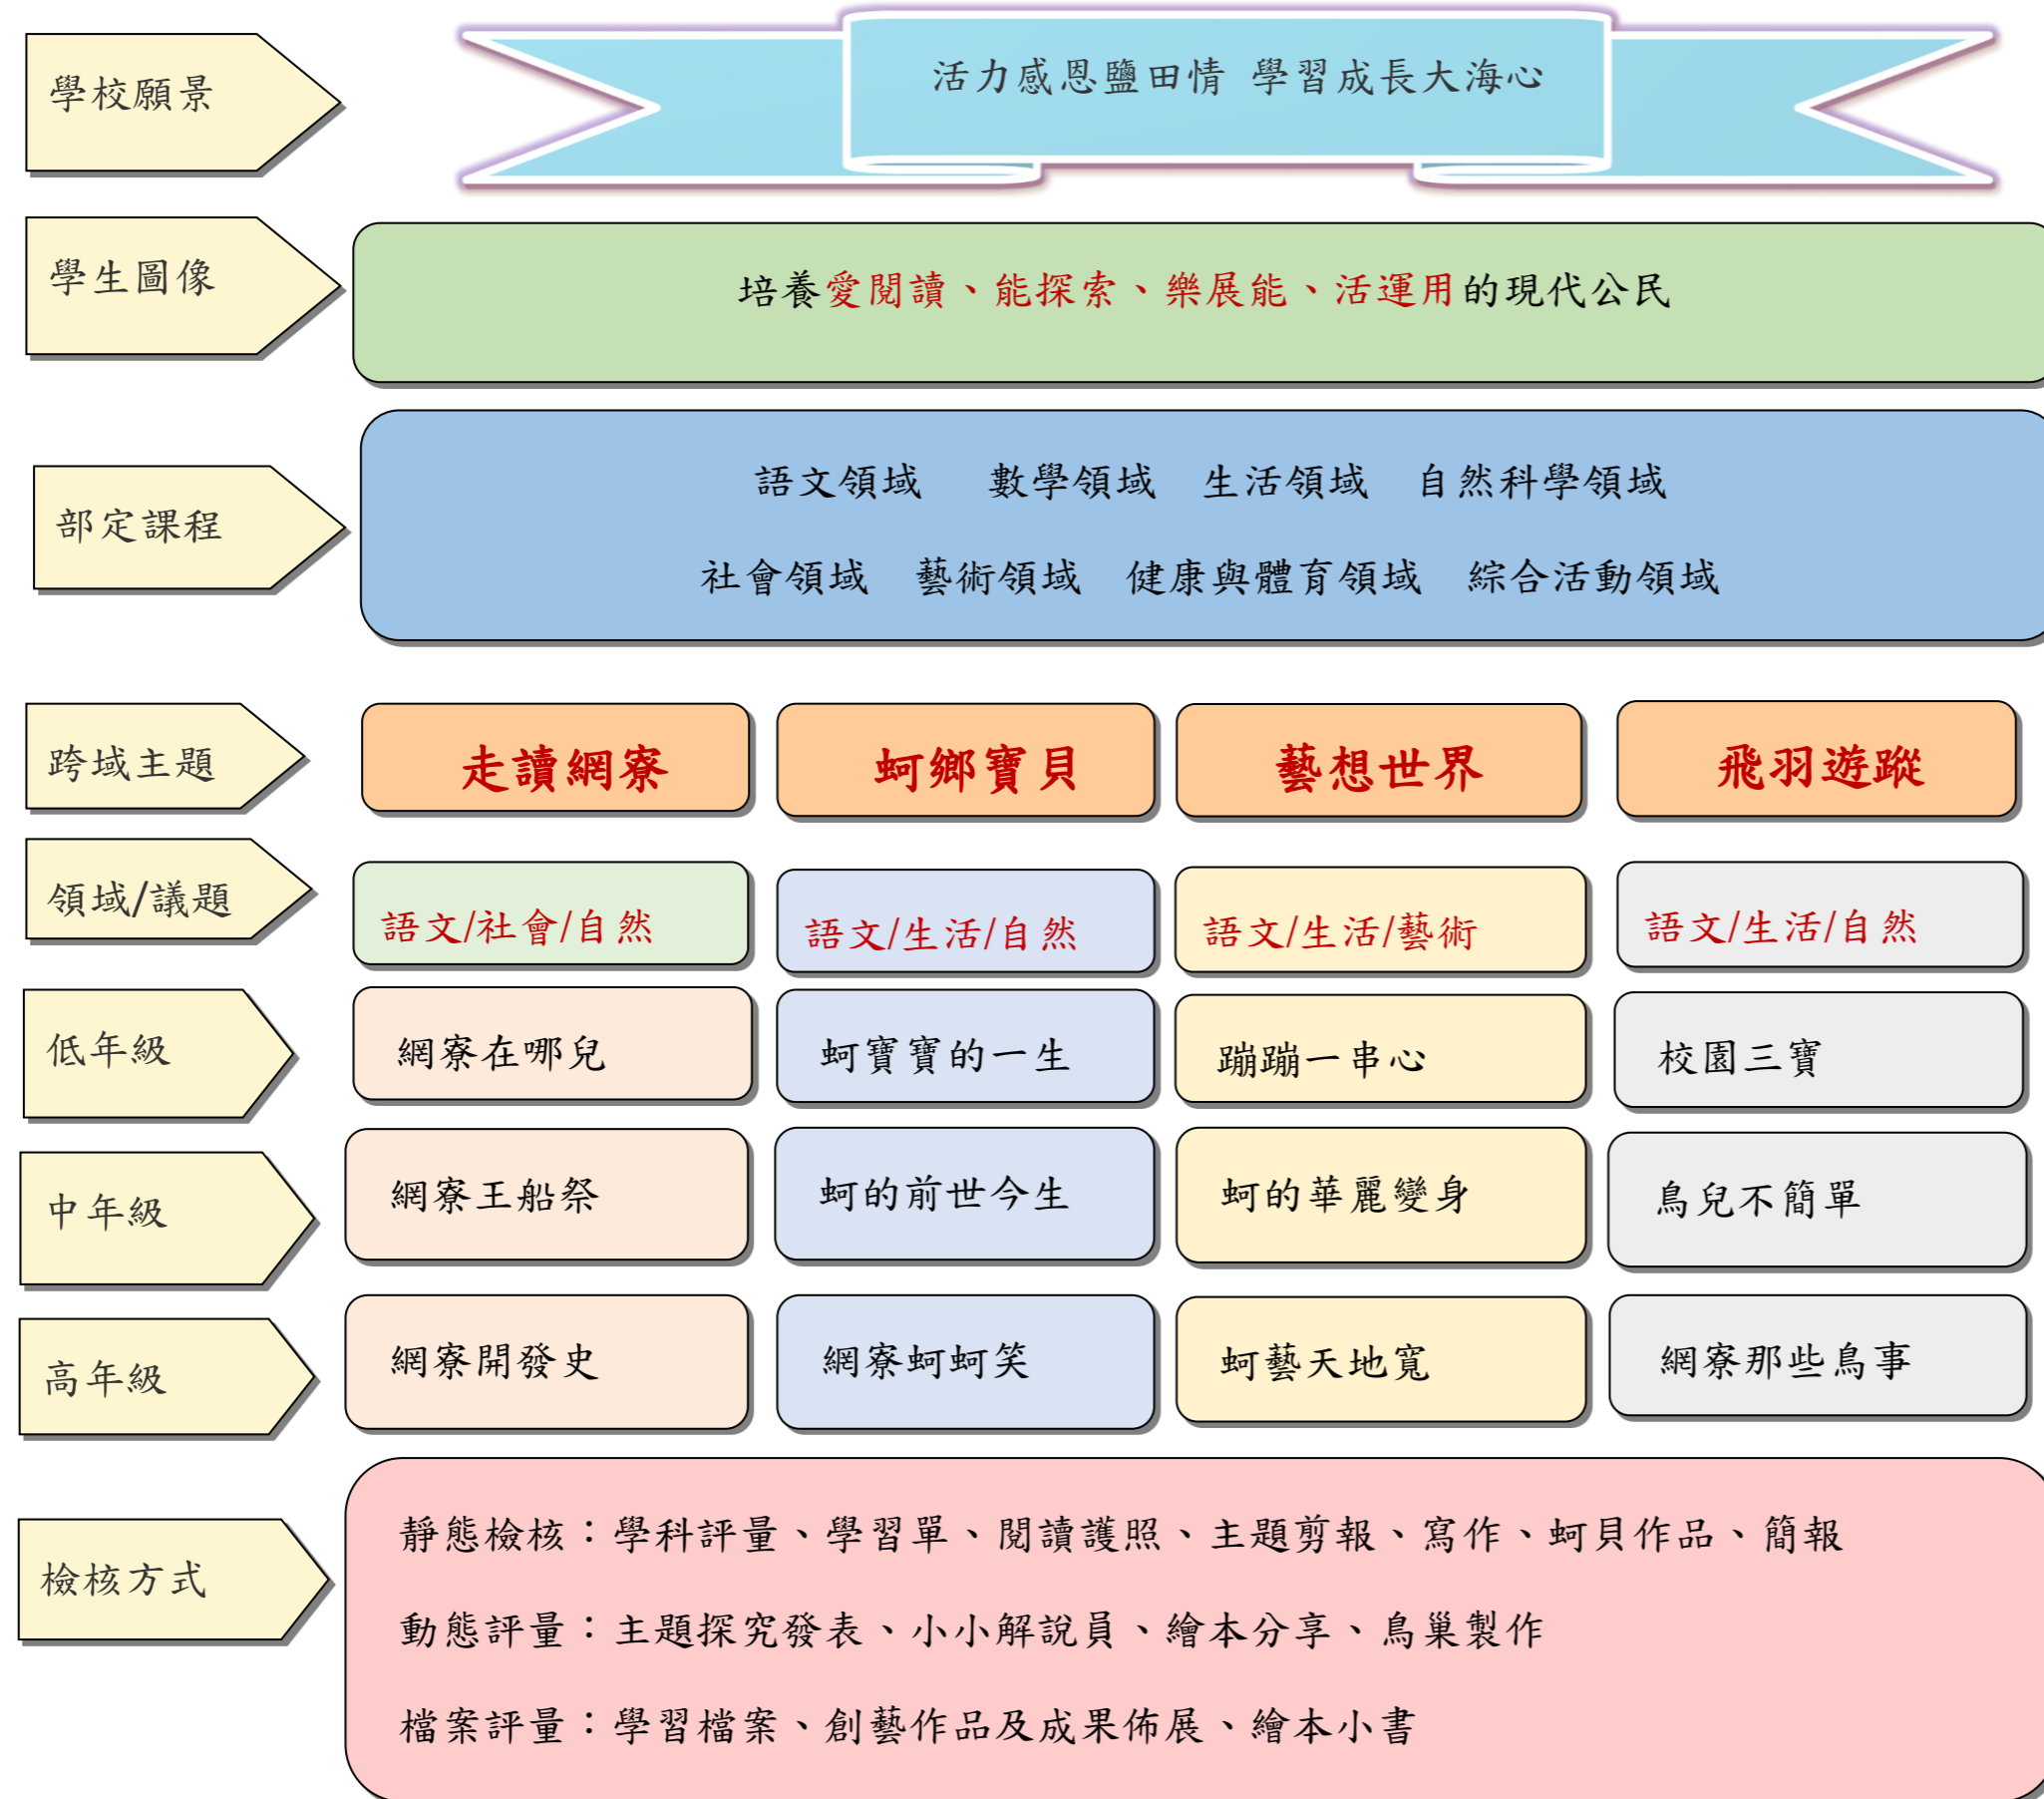 學校願景
活力感恩鹽田情 學習成長大海心
學生圖像
培養愛閱讀、能探索、樂展能、活運用的現代公民
部定課程
語文領域 數學領域 生活領域 自然科學領域
社會領域 藝術領域 健康與體育領域 綜合活動領域
跨域主題
走讀網寮
蚵鄉寶貝
藝想世界
飛羽遊蹤
領域/議題
語文/社會/自然
語文/生活/自然
語文/生活/藝術
語文/生活/自然
低年級
網寮在哪兒
蚵寶寶的一生
蹦蹦一串心
校園三寶
中年級
網寮王船祭
蚵的前世今生
蚵的華麗變身
鳥兒不簡單
高年級
網寮開發史
網寮蚵蚵笑
蚵藝天地寬
網寮那些鳥事
檢核方式
靜態檢核：學科評量、學習單、閱讀護照、主題剪報、寫作、蚵貝作品、簡報
動態評量：主題探究發表、小小解說員、繪本分享、鳥巢製作
檔案評量：學習檔案、創藝作品及成果佈展、繪本小書